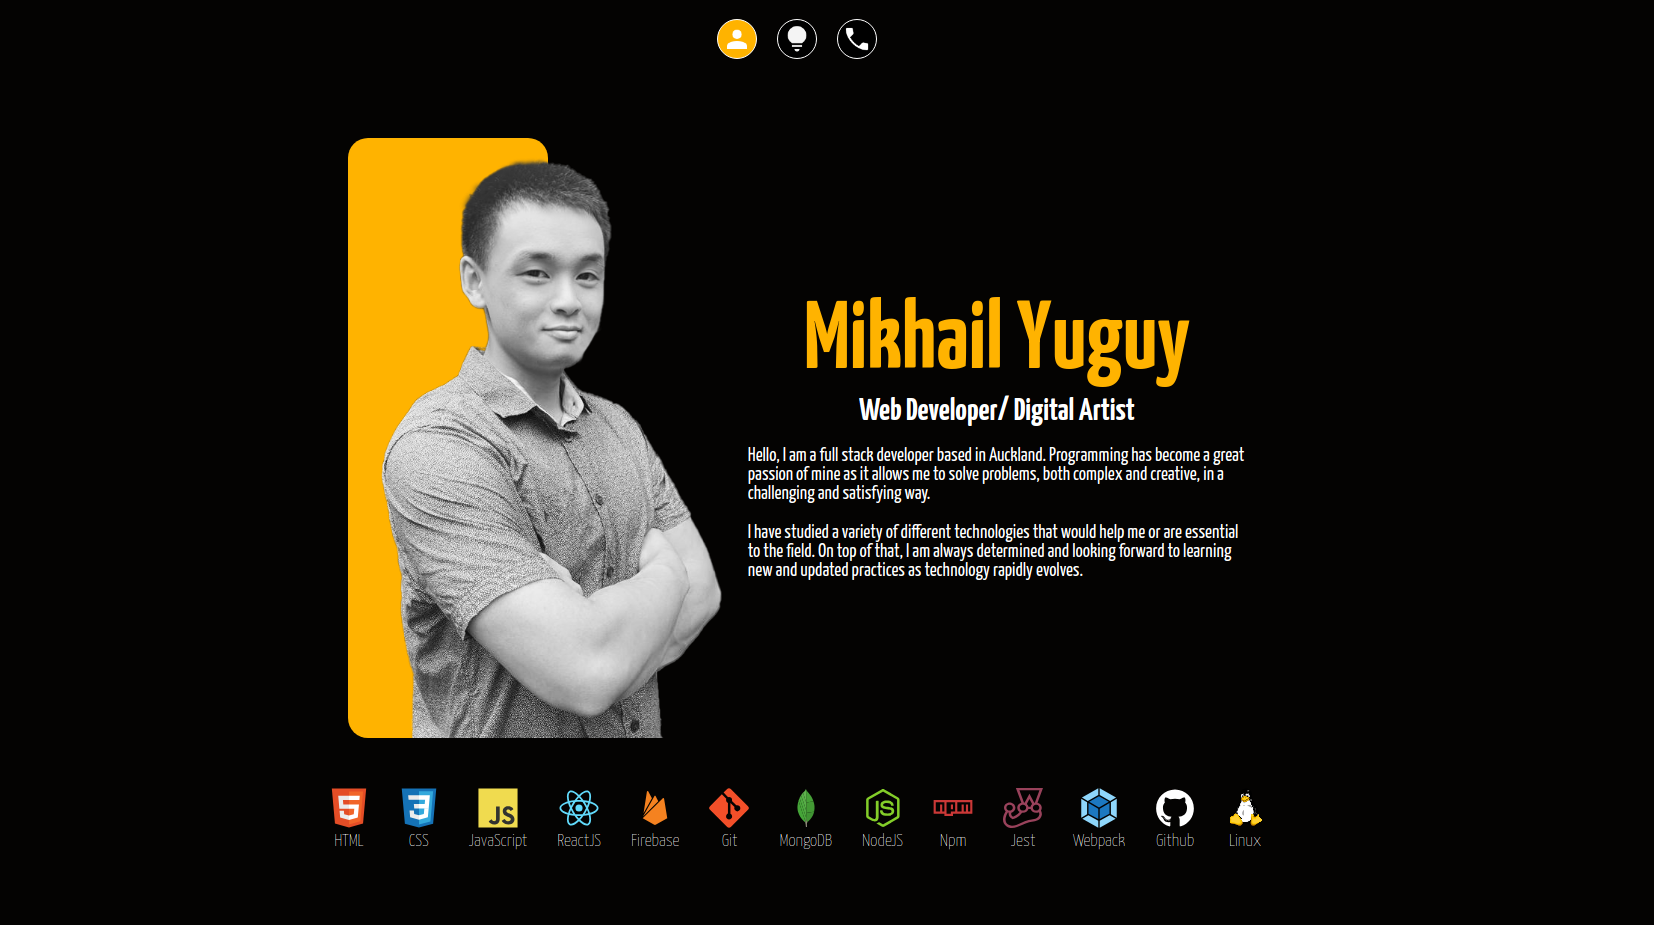 Mikhail Yuguy
Web Developer/ Digital Artist
Hello, I am a full stack developer based in Auckland. Programming has become a great
passion of mine as it allows me to solve problems, both complex and creative, in a
challenging and satisfying way.
I have studied a variety of different technologies that would help me or are essential
to the field. On top of that, I am always determined and looking forward to learning
new and updated practices as technology rapidly evolves.
5 3 JS JS npm
HTML CSS JavaScript ReactJS Firebase Git MongoDB NodeJS Npm Jest Webpack Github Linux